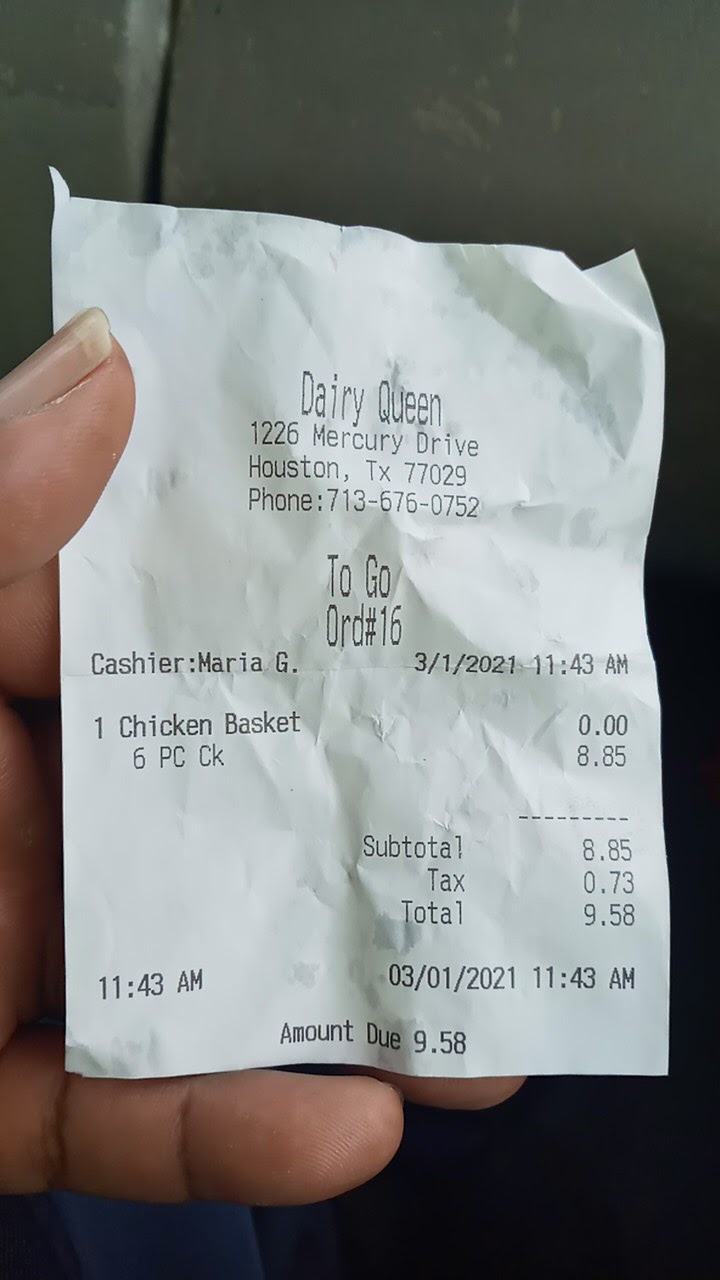 Dairy Queen
1226 Mercury Drive
Houston, Tx 77029
Phone:713-676-0752
To Go
Ord#16
Cashier:Maria G. 3/1/2021 11:43 AM
1 Chicken Basket 0.00
6 PC Ck 8.85
---------
Subtotal 8.85
Tax 0.73
Total 9.58
11:43 AM 03/01/2021 11:43 AM
Amount Due 9.58